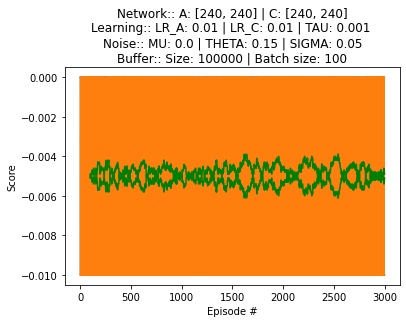 Network:: A: [240, 240] | C: [240, 240]
Learning:: LR_A: 0.01 | LR_C: 0.01 | TAU: 0.001
Noise:: MU: 0.0 | THETA: 0.15 | SIGMA: 0.05
Buffer:: Size: 100000 | Batch size: 100
0.000
−0.002
−0.004
−0.006
−0.008
−0.010
Score
0
500
1000
1500
2000
2500
3000
Episode #